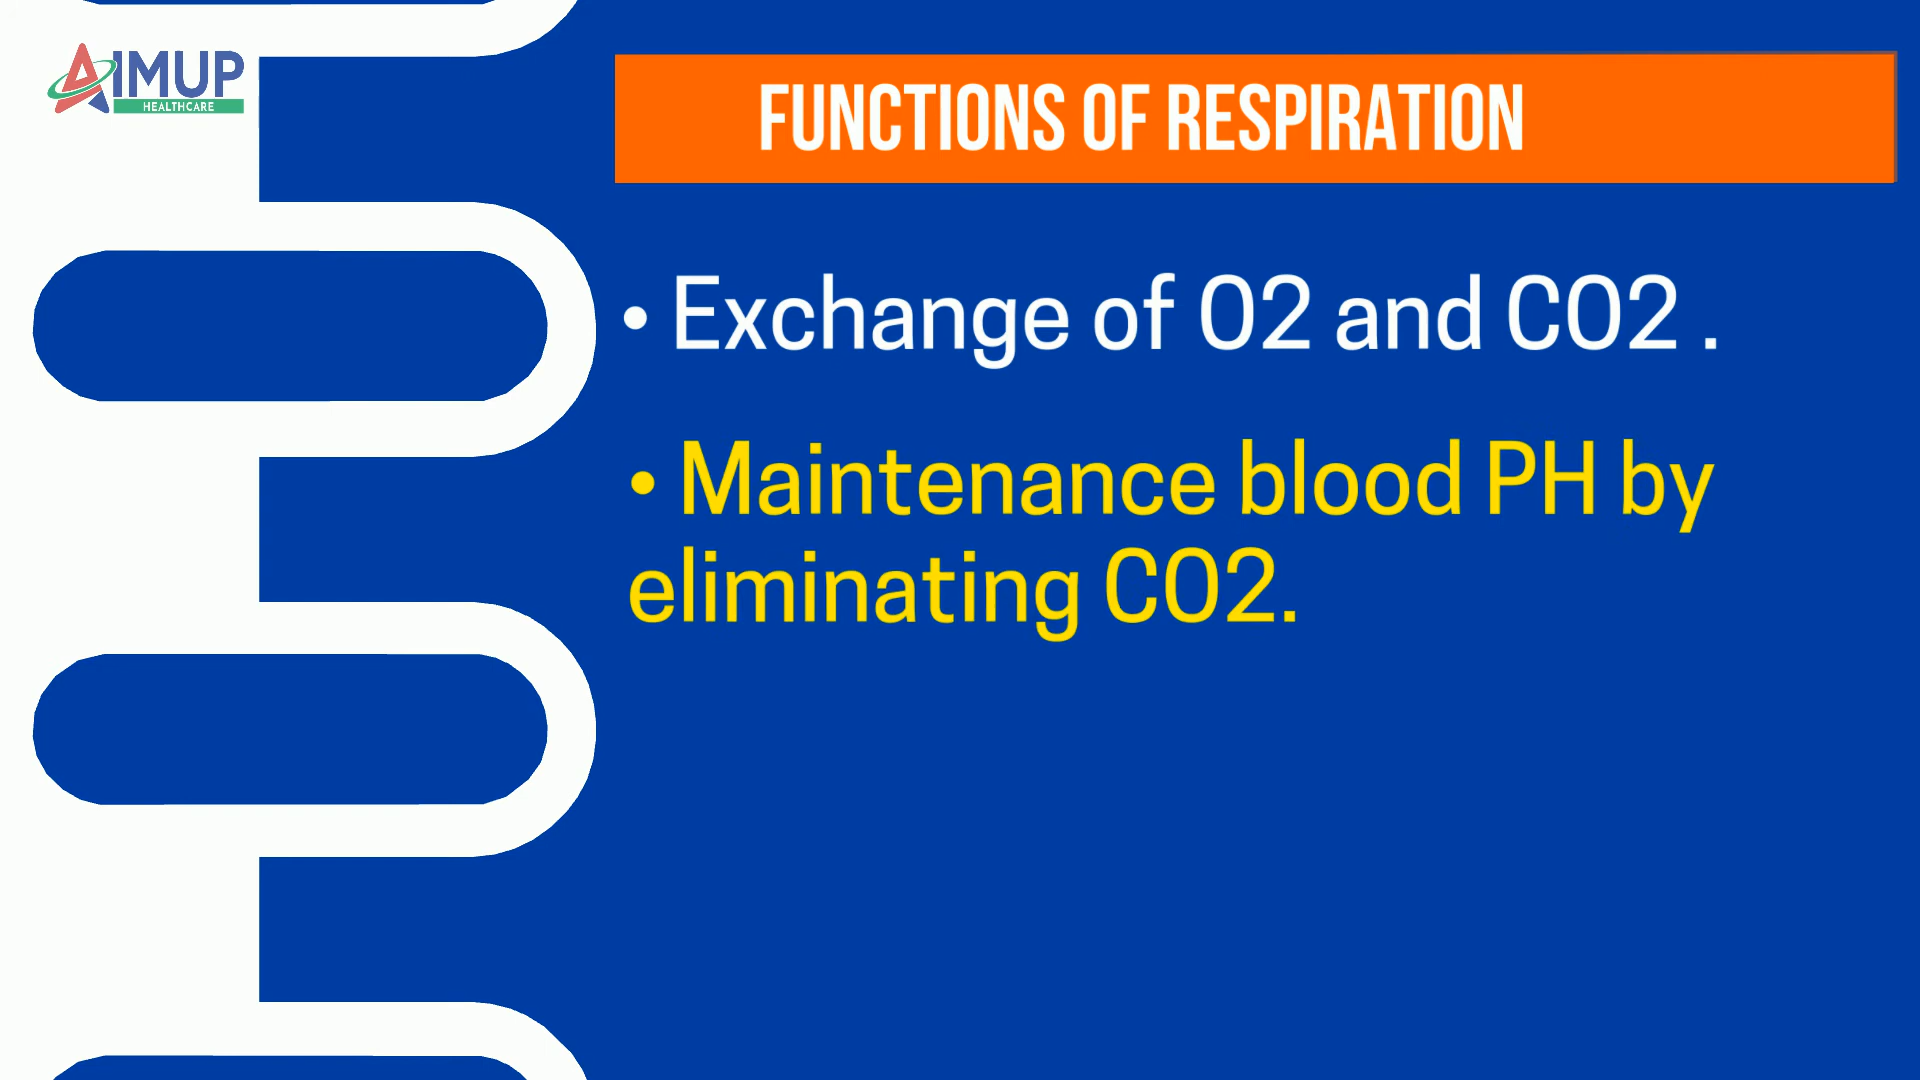 AIMUP
HEALTHCARE
FUNCTIONS OF RESPIRATION
• Exchange of O2 and CO2 .
• Maintenance blood PH by
eliminating CO2.